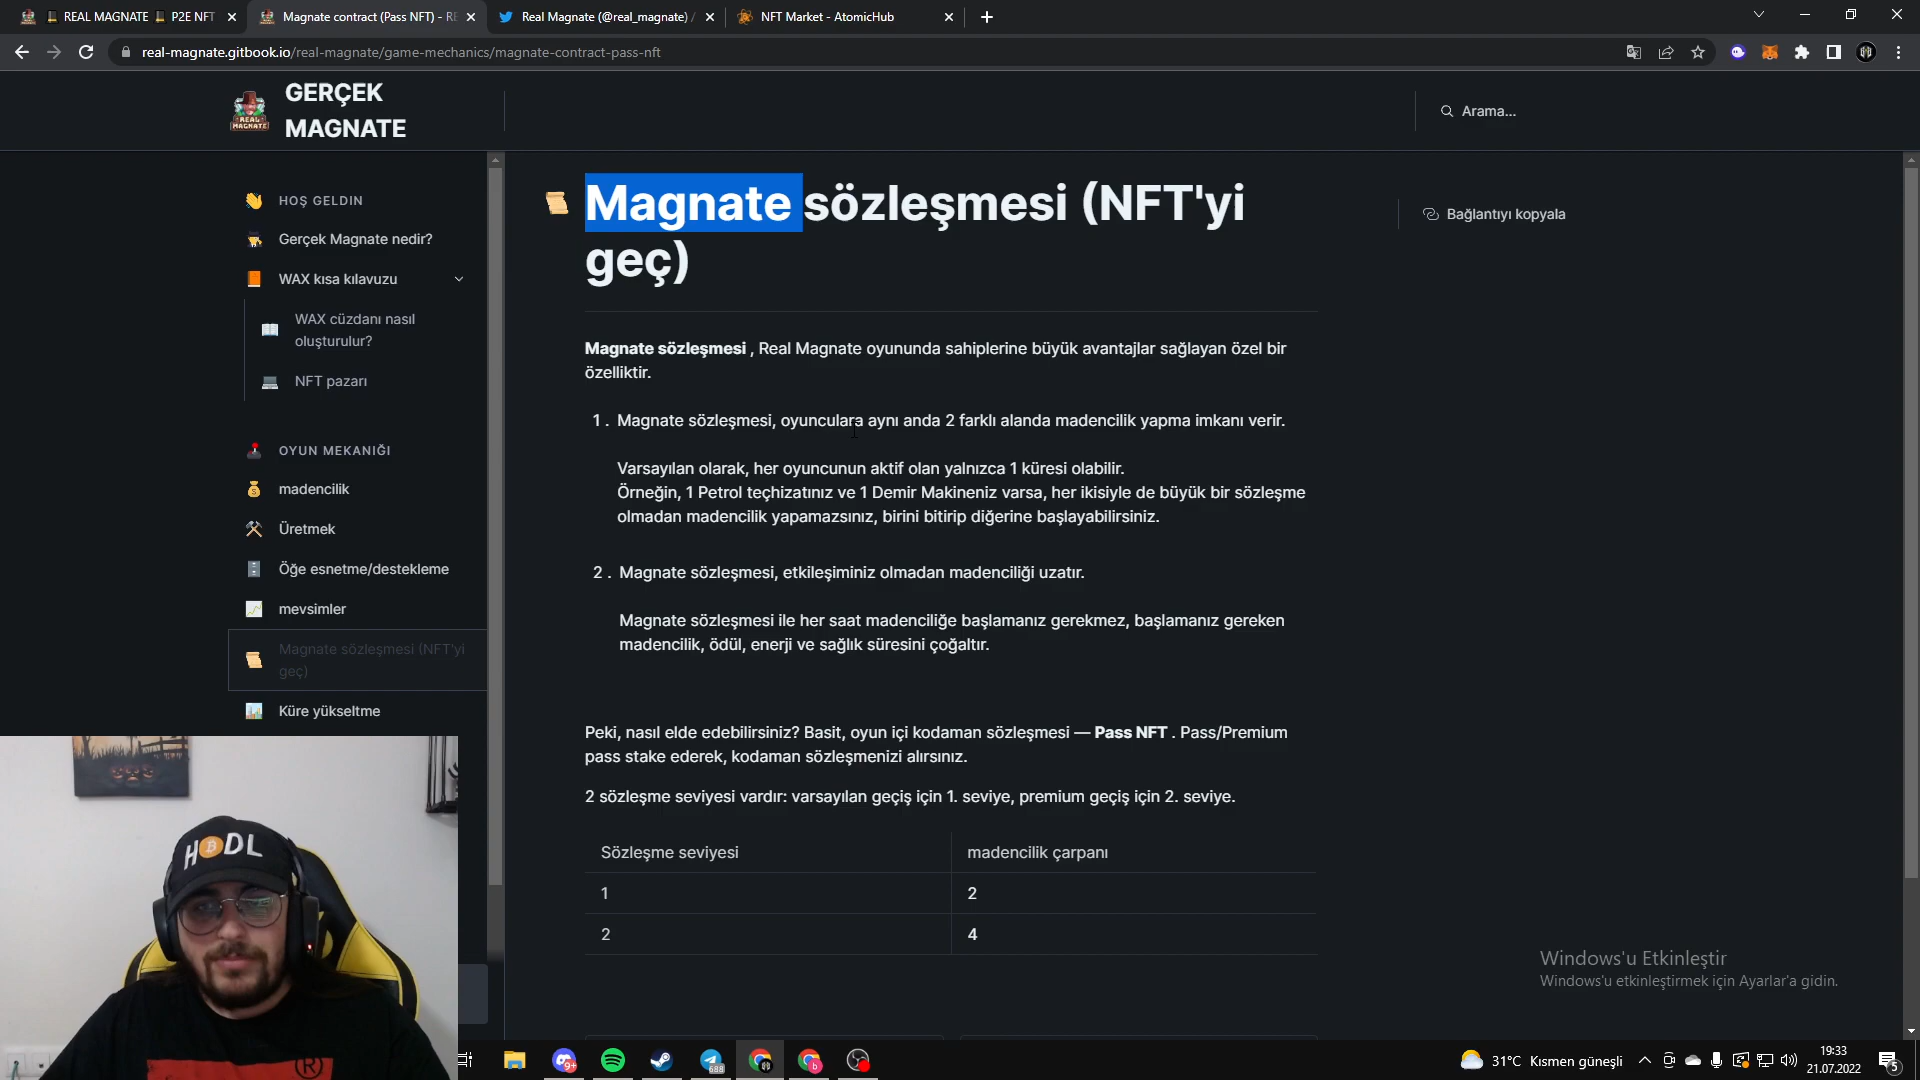 REAL MAGNATE P2E NFT
Magnate contract (Pass NFT) - RE
Real Magnate (@real_magnate) /
NFT Market - AtomicHub
real-magnate.gitbook.io/real-magnate/game-mechanics/magnate-contract-pass-nft
GERÇEK
MAGNATE
REAL
MAGNATE
Arama...
HOŞ GELDIN
Gerçek Magnate nedir?
WAX kısa kılavuzu
WAX cüzdanı nasıl
oluşturulur?
NFT pazarı
OYUN MEKANIĞI
madencilik
Üretmek
Öğe esnetme/destekleme
mevsimler
Magnate sözleşmesi (NFT'yi
geç)
Küre yükseltme
Magnate sözleşmesi (NFT'yi
geç)
Bağlantıyı kopyala
Magnate sözleşmesi , Real Magnate oyununda sahiplerine büyük avantajlar sağlayan özel bir
özelliktir.
1. Magnate sözleşmesi, oyunculara aynı anda 2 farklı alanda madencilik yapma imkanı verir.
Varsayılan olarak, her oyuncunun aktif olan yalnızca 1 küresi olabilir.
Örneğin, 1 Petrol teçhizatınız ve 1 Demir Makineniz varsa, her ikisiyle de büyük bir sözleşme
olmadan madencilik yapamazsınız, birini bitirip diğerine başlayabilirsiniz.
2. Magnate sözleşmesi, etkileşiminiz olmadan madenciliği uzatır.
Magnate sözleşmesi ile her saat madenciliğe başlamanız gerekmez, başlamanız gereken
madencilik, ödül, enerji ve sağlık süresini çoğaltır.
Peki, nasıl elde edebilirsiniz? Basit, oyun içi kodaman sözleşmesi — Pass NFT . Pass/Premium
pass stake ederek, kodaman sözleşmenizi alırsınız.
2 sözleşme seviyesi vardır: varsayılan geçiş için 1. seviye, premium geçiş için 2. seviye.
Sözleşme seviyesi madencilik çarpanı
1 2
2 4
HODL
Windows'u Etkinleştir
Windows'u etkinleştirmek için Ayarlar'a gidin.
9+
688
31°C Kısmen güneşli
19:33
21.07.2022
5